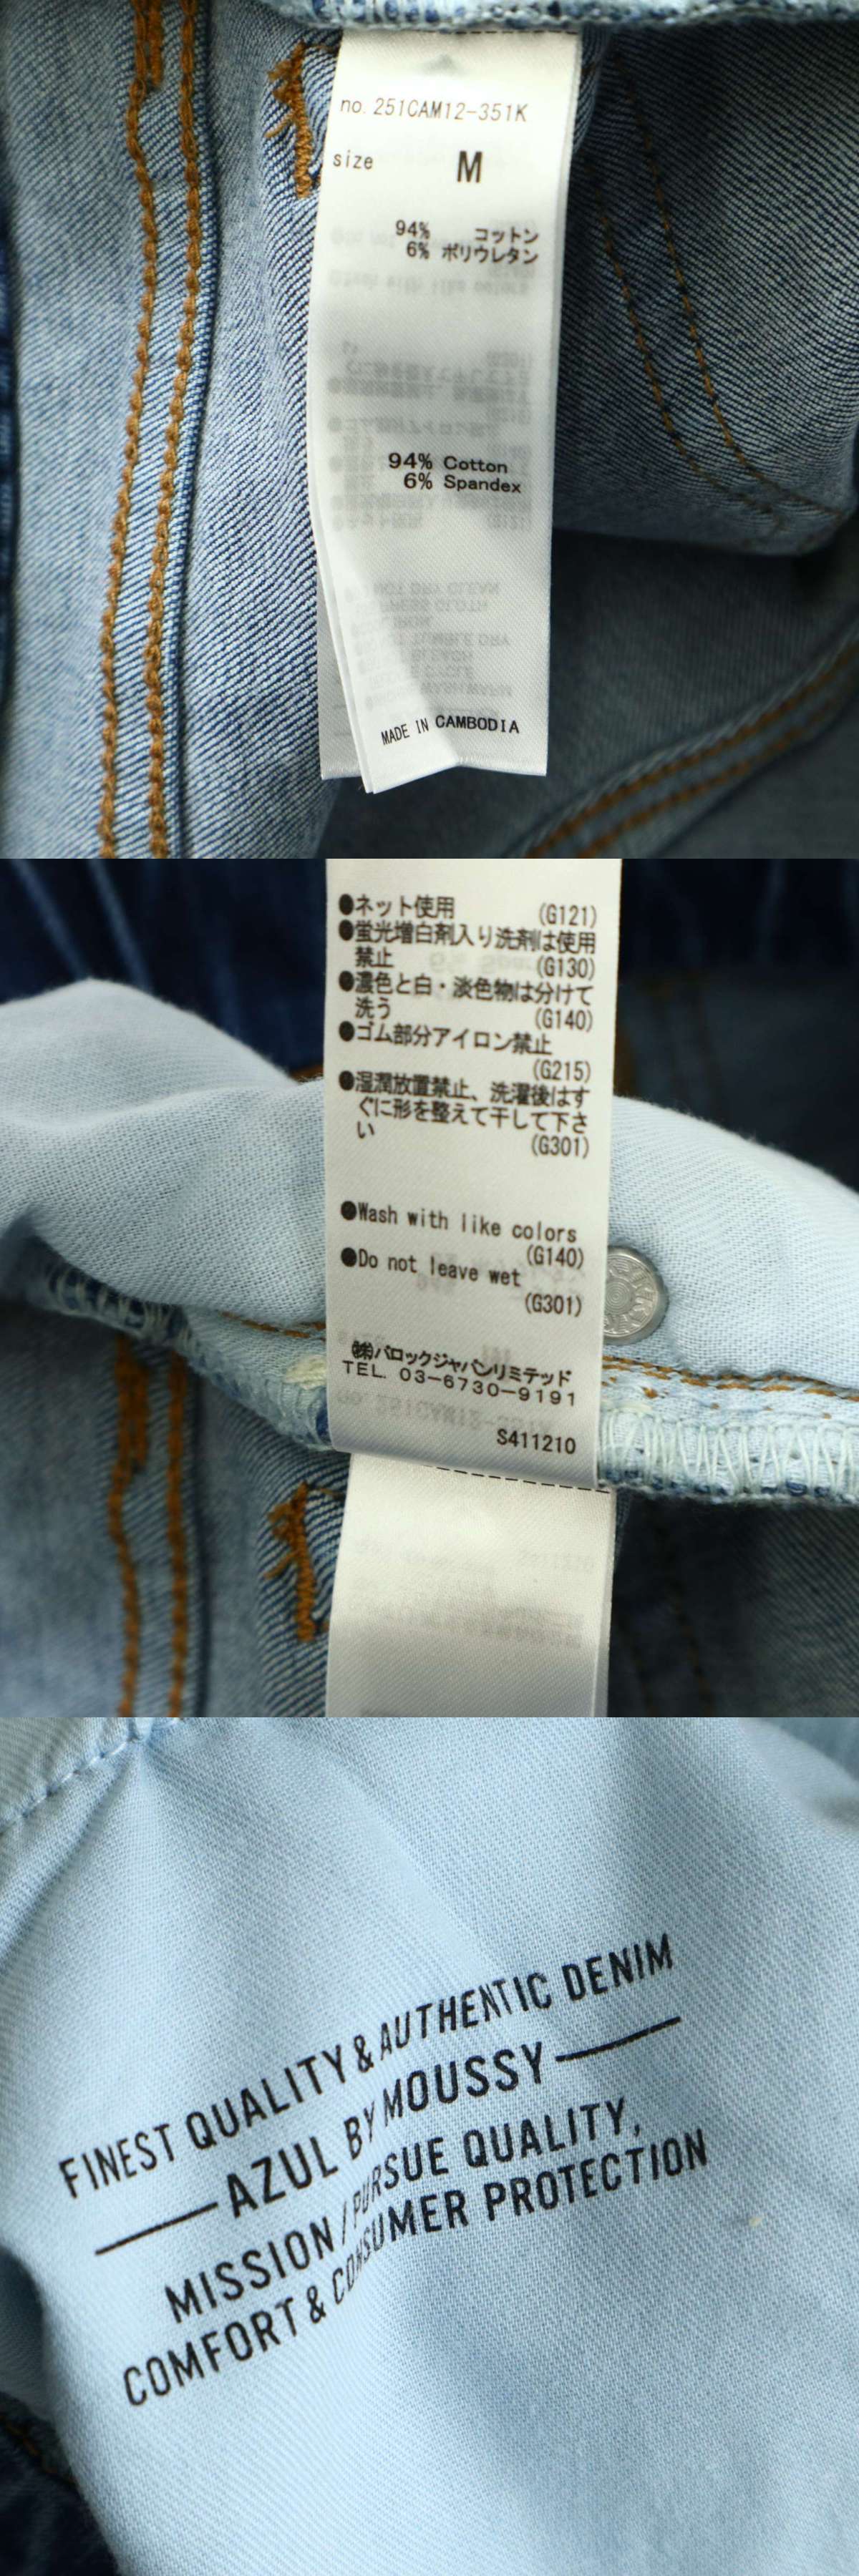 no. 251CAM12-351K
size M
94% コットン
6% ポリウレタン
94% Cotton
6% Spandex
MADE IN CAMBODIA
●ネット使用 (G121)
●蛍光増白剤入り洗剤は使用
禁止 (G130)
●濃色と白・淡色物は分けて
洗う (G140)
●ゴム部分アイロン禁止
(G215)
●湿潤放置禁止、洗濯後はす
ぐに形を整えて干して下さ
い (G301)
●Wash with like colors
(G140)
●Do not leave wet
(G301)
㈱バロックジャパンリミテッド
TEL. 03-6730-9191
S411210
FINEST QUALITY & AUTHENTIC DENIM
AZUL BY MOUSSY
MISSION / PURSUE QUALITY,
COMFORT & CONSUMER PROTECTION